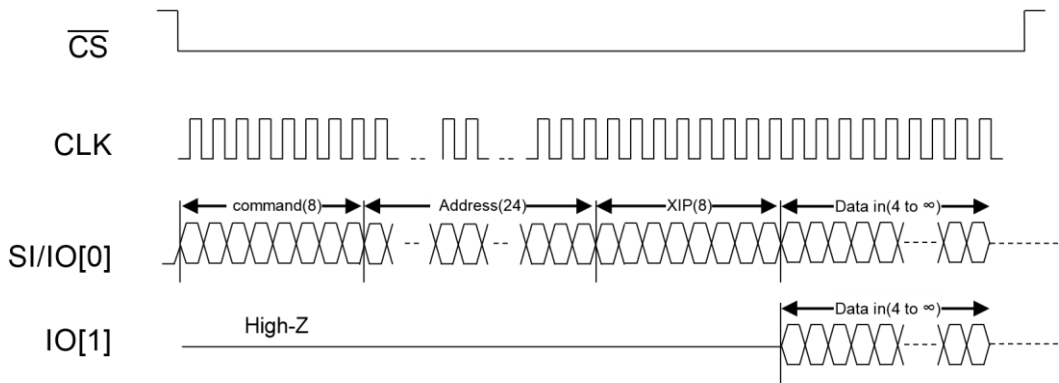 C̅S̅
CLK
command(8)
Address(24)
XIP(8)
Data in(4 to ∞)
SI/IO[0]
Data in(4 to ∞)
High-Z
IO[1]